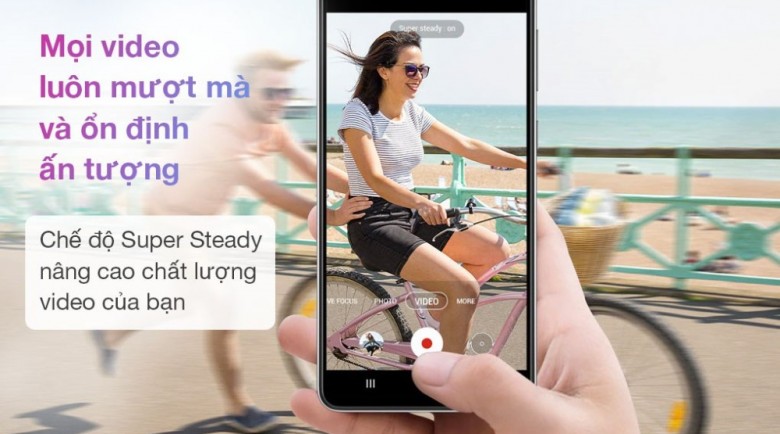 Mọi video
luôn mượt mà
và ổn định
ấn tượng
Chế độ Super Steady
nâng cao chất lượng
video của bạn
Super steady : on
VE FOCUS PHOTO VIDEO MORE